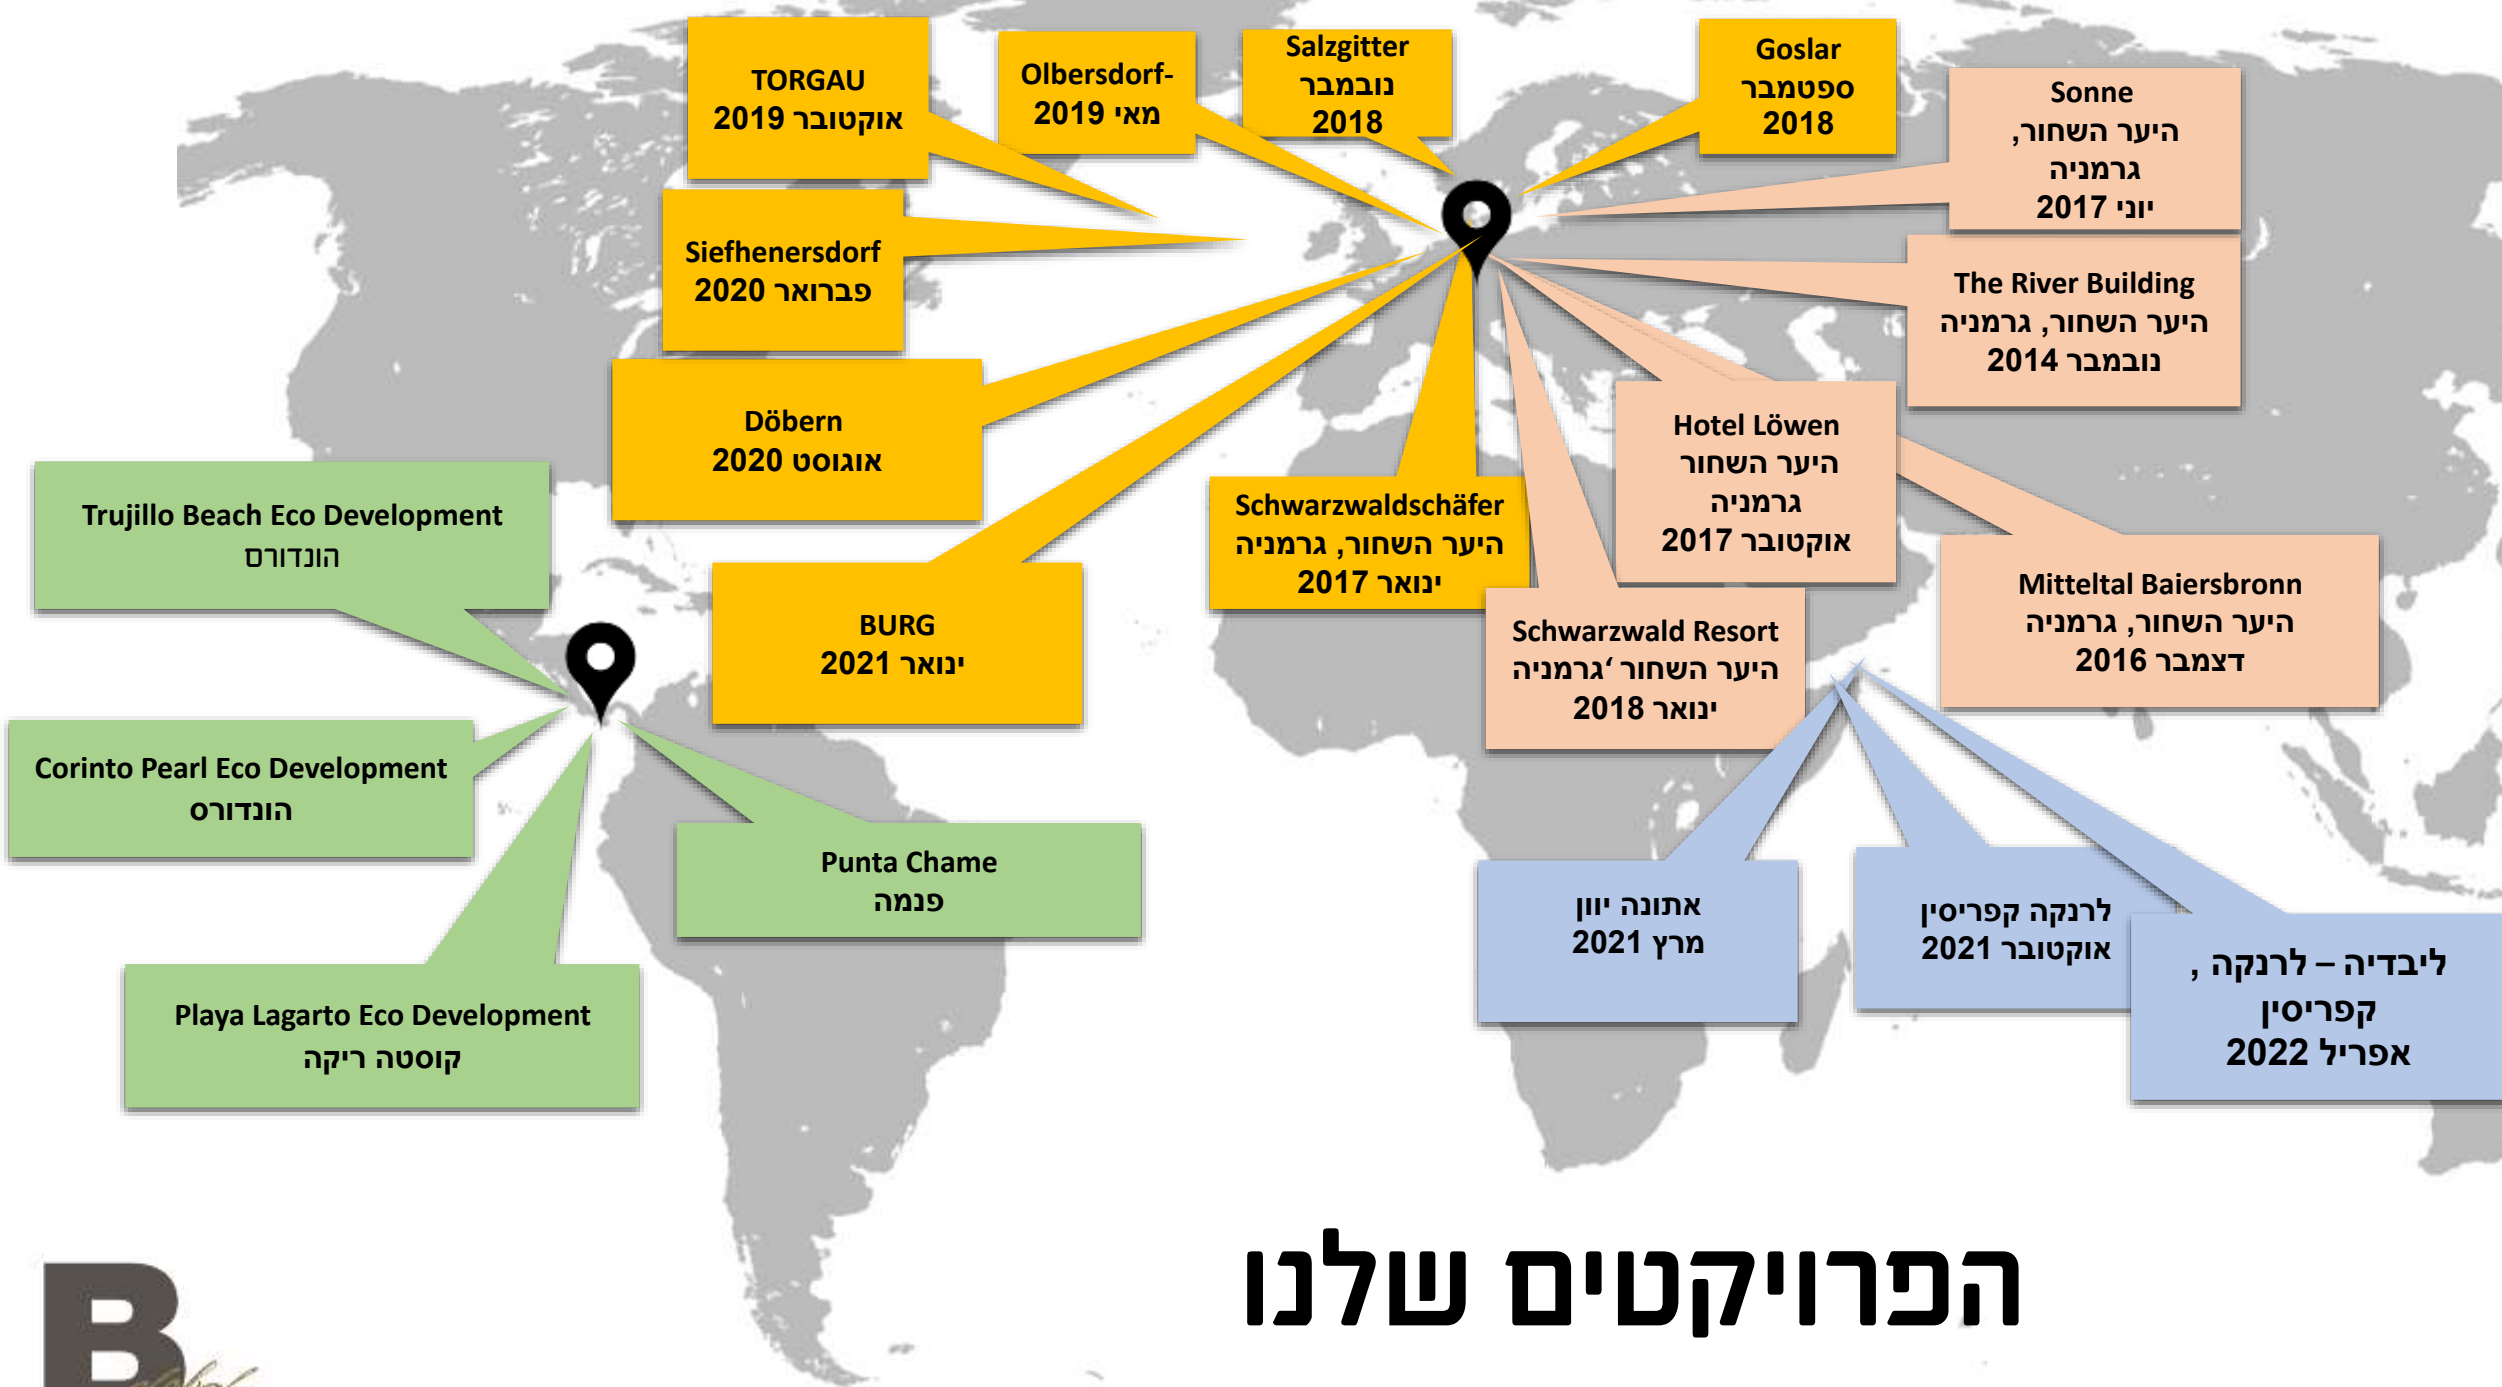 TORGAU
אוקטובר 2019
Olbersdorf-
מאי 2019
Salzgitter
נובמבר
2018
Goslar
ספטמבר
2018
Sonne
היער השחור,
גרמניה
יוני 2017
Siefhenersdorf
פברואר 2020
The River Building
היער השחור, גרמניה
נובמבר 2014
Döbern
אוגוסט 2020
Hotel Löwen
היער השחור
גרמניה
אוקטובר 2017
Trujillo Beach Eco Development
הונדורס
Schwarzwaldschäfer
היער השחור, גרמניה
ינואר 2017
Mitteltal Baiersbronn
היער השחור, גרמניה
דצמבר 2016
BURG
ינואר 2021
Schwarzwald Resort
היער השחור ‘גרמניה
ינואר 2018
Corinto Pearl Eco Development
הונדורס
Punta Chame
פנמה
אתונה יוון
מרץ 2021
לרנקה קפריסין
אוקטובר 2021
ליבדיה – לרנקה ,
קפריסין
אפריל 2022
Playa Lagarto Eco Development
קוסטה ריקה
הפרויקטים שלנו
B